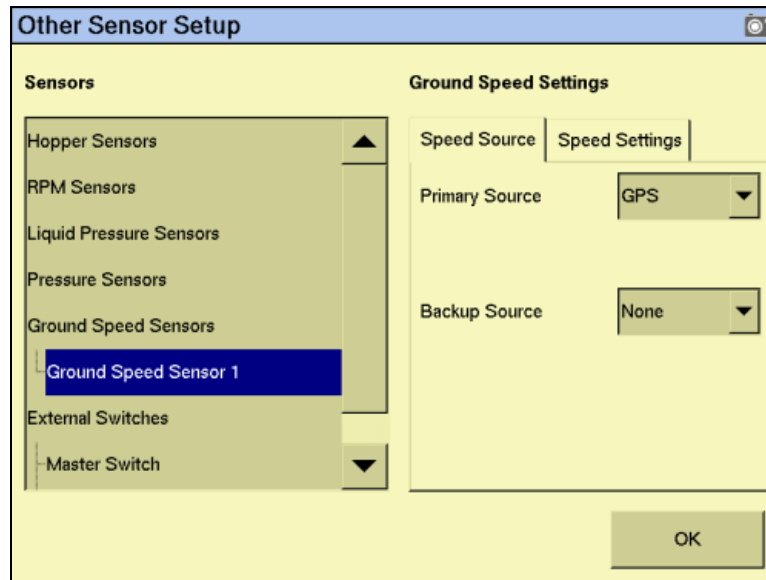 Other Sensor Setup
Sensors
Hopper Sensors
RPM Sensors
Liquid Pressure Sensors
Pressure Sensors
Ground Speed Sensors
Ground Speed Sensor 1
External Switches
Master Switch
Ground Speed Settings
Speed Source
Speed Settings
Primary Source
GPS
Backup Source
None
OK